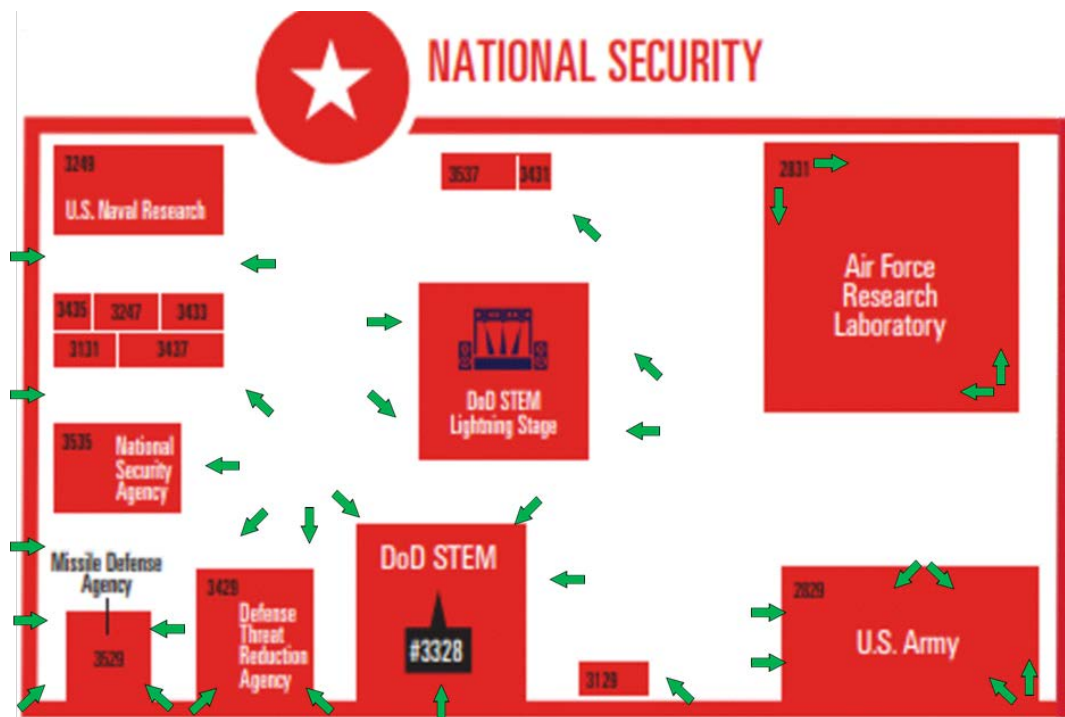 NATIONAL SECURITY
3249
U.S. Naval Research
3537 3431
2831
Air Force
Research
Laboratory
3435 3247 3433
3131 3437
DoD STEM
Lightning Stage
3535
National
Security
Agency
Missile Defense
Agency
3529
3429
Defense
Threat
Reduction
Agency
DoD STEM
#3328
3129
2829
U.S. Army